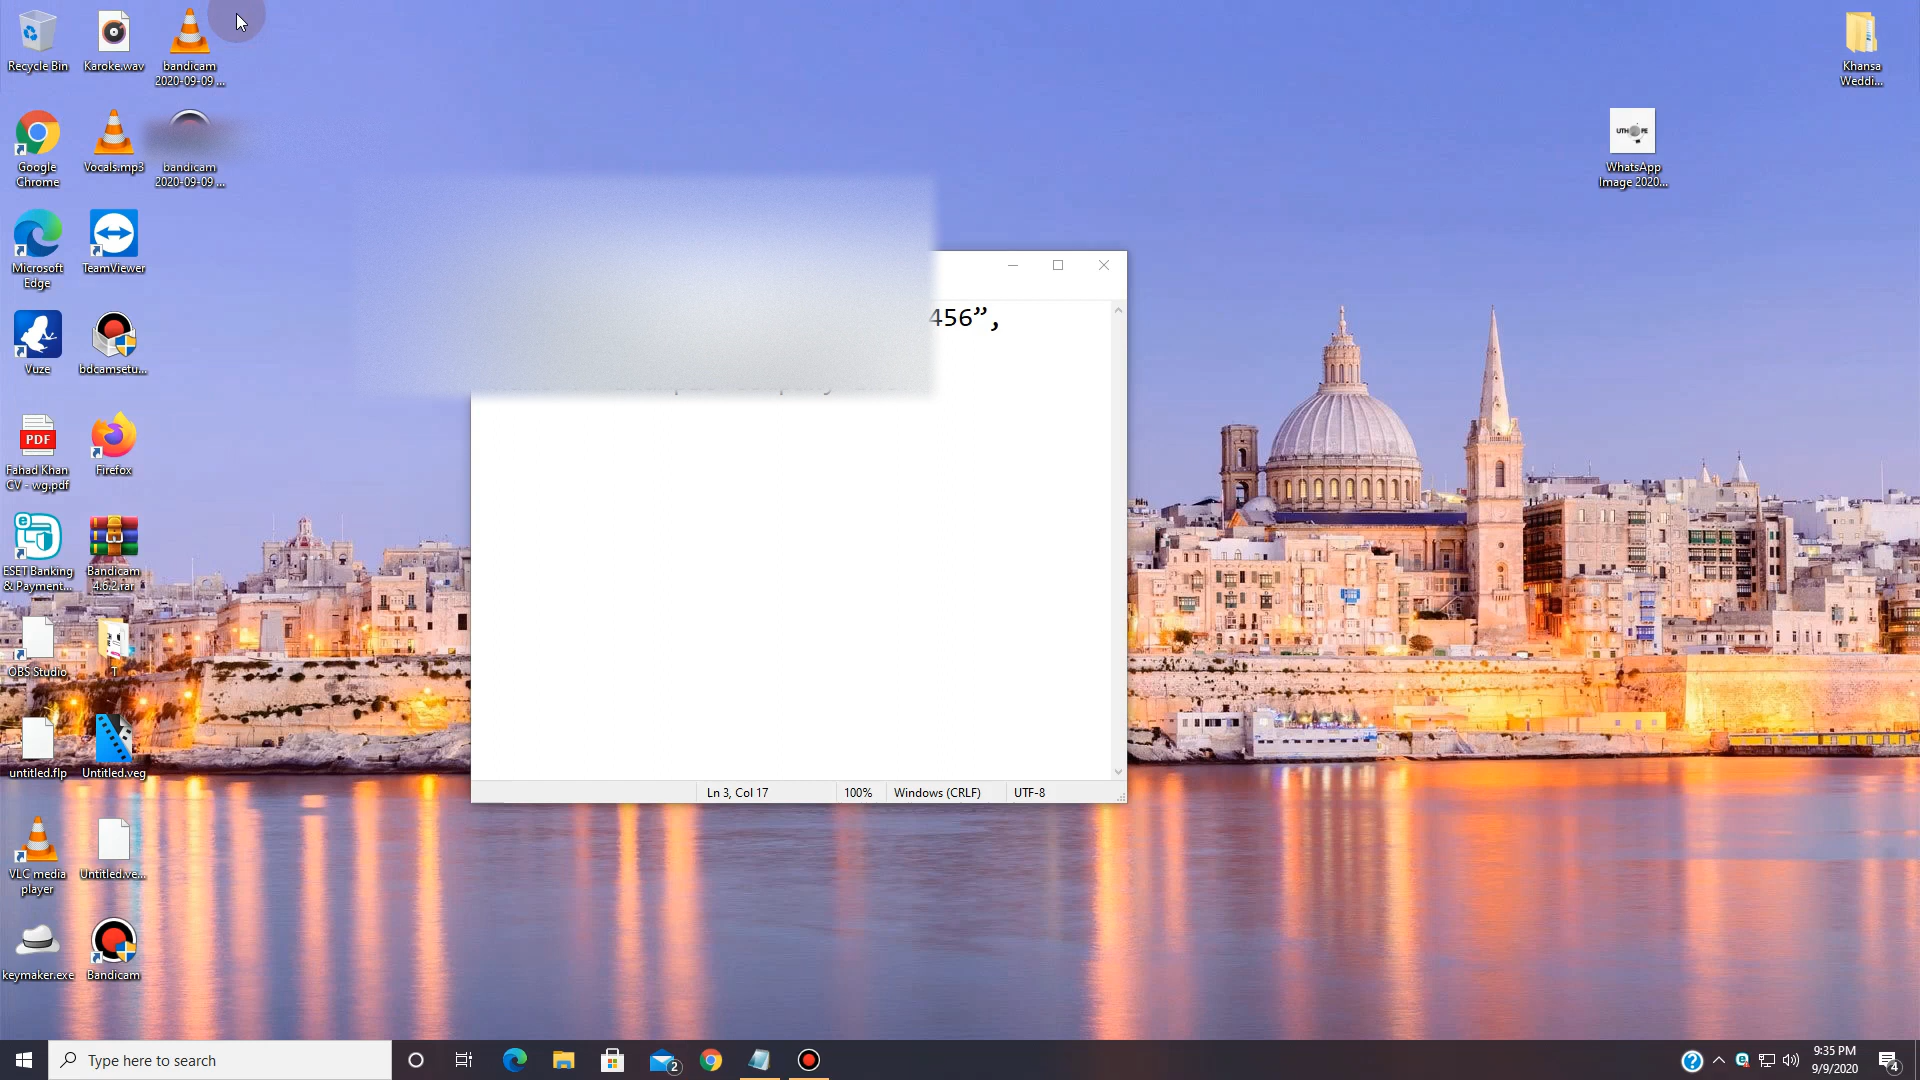 Recycle Bin
Karoke.wav
bandicam
2020-09-09 ...
Google
Chrome
Vocals.mp3
bandicam
2020-09-09 ...
Microsoft
Edge
TeamViewer
Vuze
bdcamsetu...
PDF
Fahad Khan
CV - wg.pdf
Firefox
ESET Banking
& Payment...
Bandicam
4.6.2.rar
OBS Studio
T
untitled.flp
Untitled.veg
VLC media
player
Untitled.ve...
keymaker.exe
Bandicam
Khansa
Weddi...
WhatsApp
Image 2020...
456”,
Ln 3, Col 17
100%
Windows (CRLF)
UTF-8
Type here to search
2
9:35 PM
9/9/2020
4